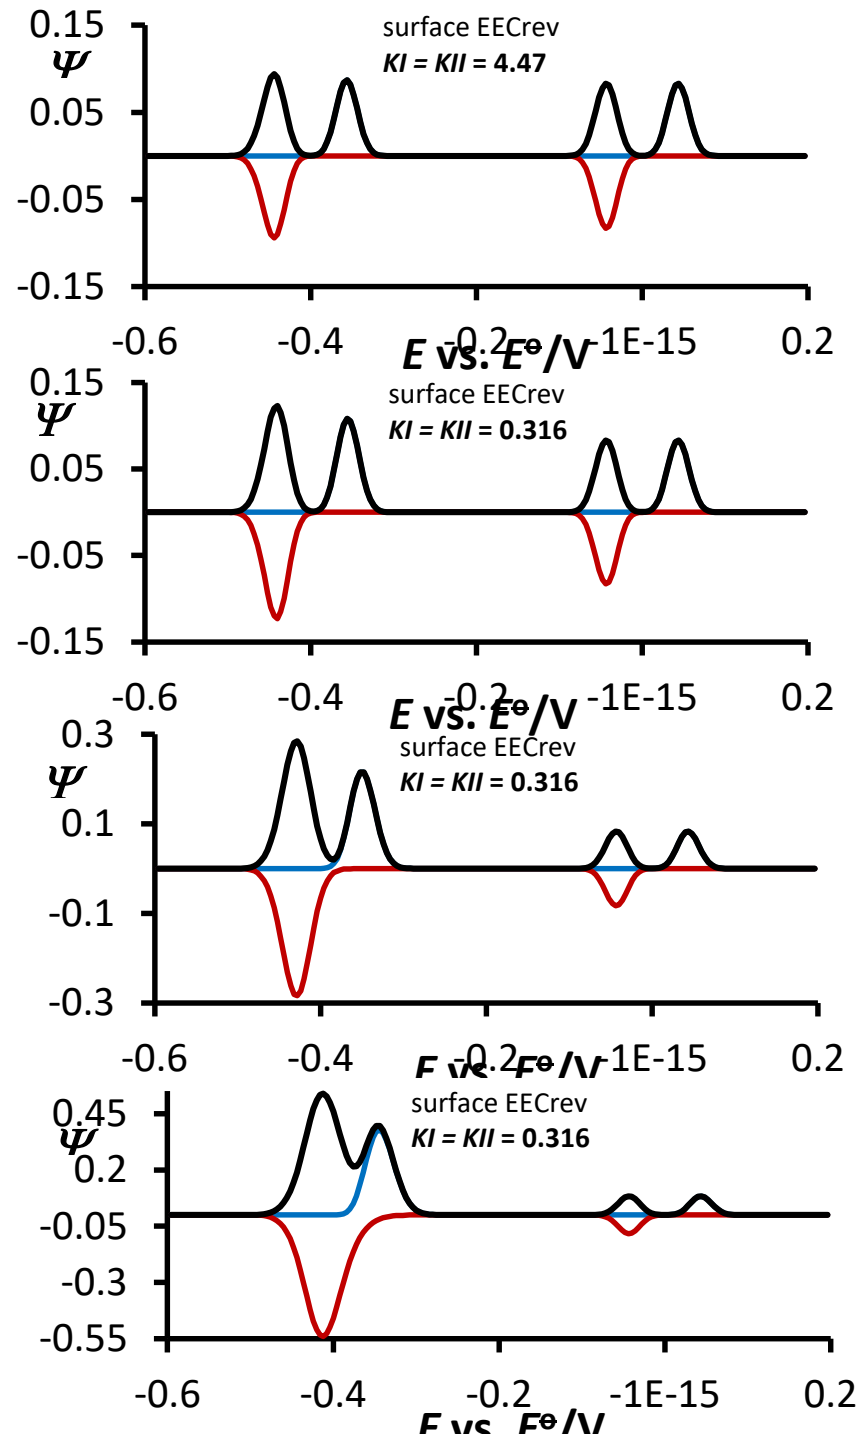 surface EECrev
0.15
Ψ
KI = KII = 4.47
0.05
-0.05
-0.15
-0.6 -0.4 -0.2 -1E-15 0.2
E vs. E⦵/V
0.15
surface EECrev
Ψ
KI = KII = 0.316
0.05
-0.05
-0.15
-0.6 -0.4 -0.2 -1E-15 0.2
E vs. E⦵/V
0.3
surface EECrev
Ψ
KI = KII = 0.316
0.1
-0.1
-0.3
-0.6 -0.4 -0.2 -1E-15 0.2
E vs. E⦵/V
surface EECrev
0.45
Ψ
KI = KII = 0.316
0.2
-0.05
-0.3
-0.55
-0.6 -0.4 -0.2 -1E-15 0.2
E vs. E⦵/V